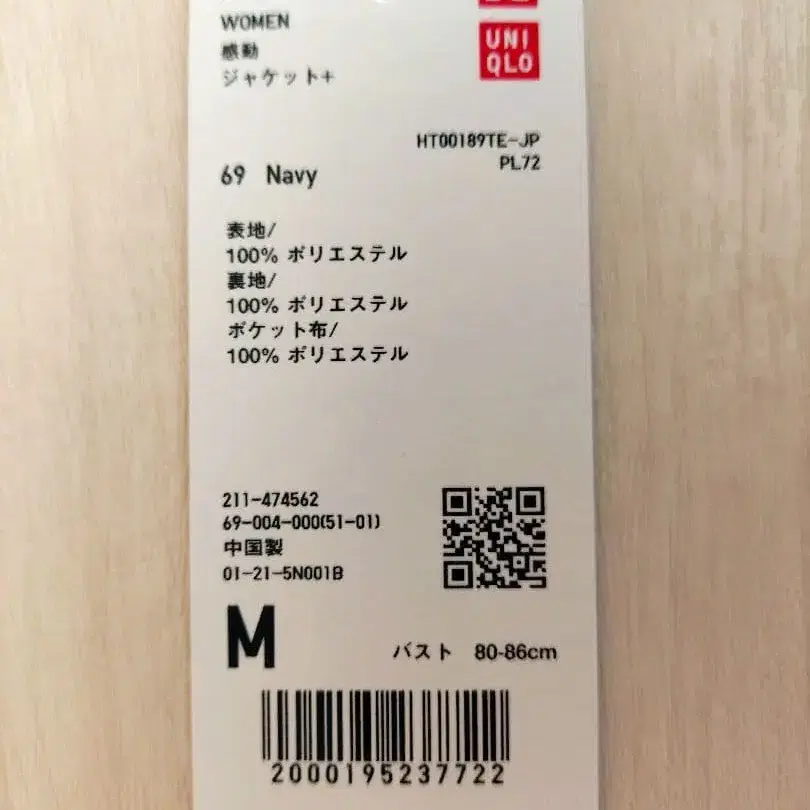 WOMEN
感動
ジャケット+
UNI
QLO
HT00189TE-JP
PL72
69 Navy
表地/
100% ポリエステル
裏地/
100% ポリエステル
ポケット布/
100% ポリエステル
211-474562
69-004-000(51-01)
中国製
01-21-5N001B
M
バスト 80-86cm
2000195237722